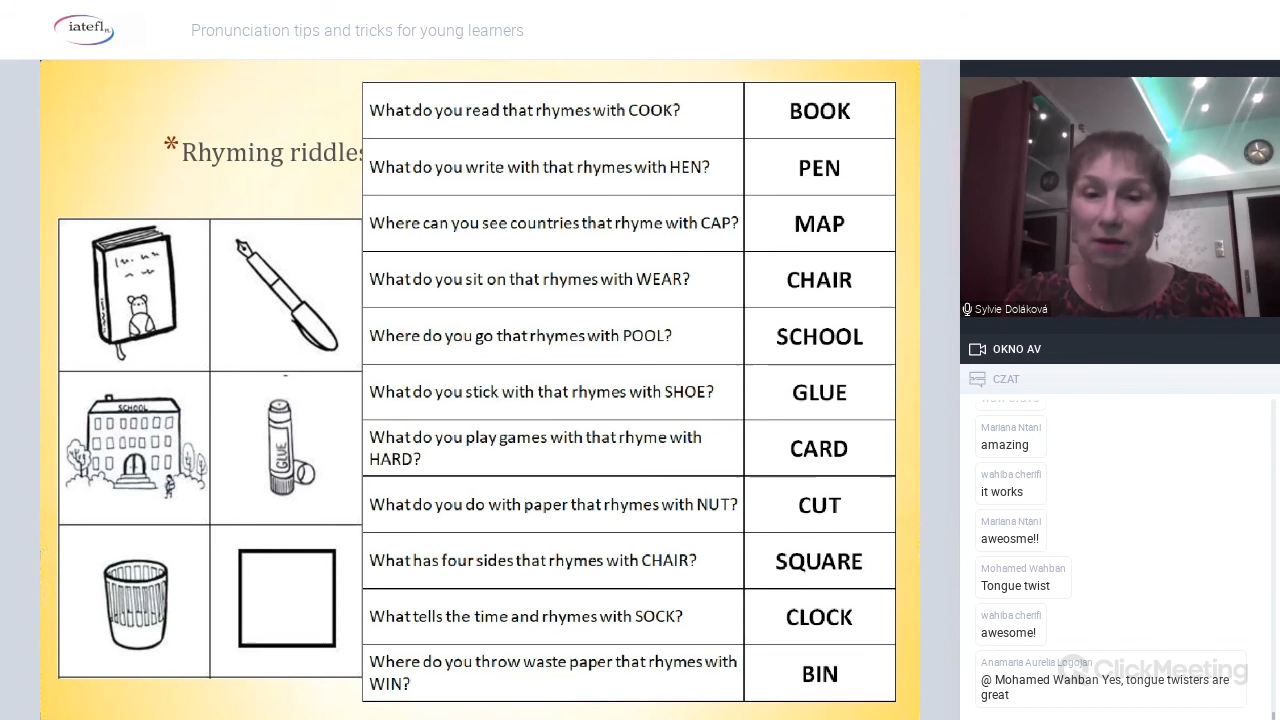 iatefl PL
Pronunciation tips and tricks for young learners
*Rhyming riddles
SCHOOL
GLUE
What do you read that rhymes with COOK?
BOOK
What do you write with that rhymes with HEN?
PEN
Where can you see countries that rhyme with CAP?
MAP
What do you sit on that rhymes with WEAR?
CHAIR
Where do you go that rhymes with POOL?
SCHOOL
What do you stick with that rhymes with SHOE?
GLUE
What do you play games with that rhyme with
HARD?
CARD
What do you do with paper that rhymes with NUT?
CUT
What has four sides that rhymes with CHAIR?
SQUARE
What tells the time and rhymes with SOCK?
CLOCK
Where do you throw waste paper that rhymes with
WIN?
BIN
Sylvie Doláková
OKNO AV
CZAT
Mariana Ntani
amazing
wahiba cherifi
it works
Mariana Ntani
aweosme!!
Mohamed Wahban
Tongue twist
wahiba cherifi
awesome!
Anamaria Aurelia Logojan
@ Mohamed Wahban Yes, tongue twisters are
great
ClickMeeting